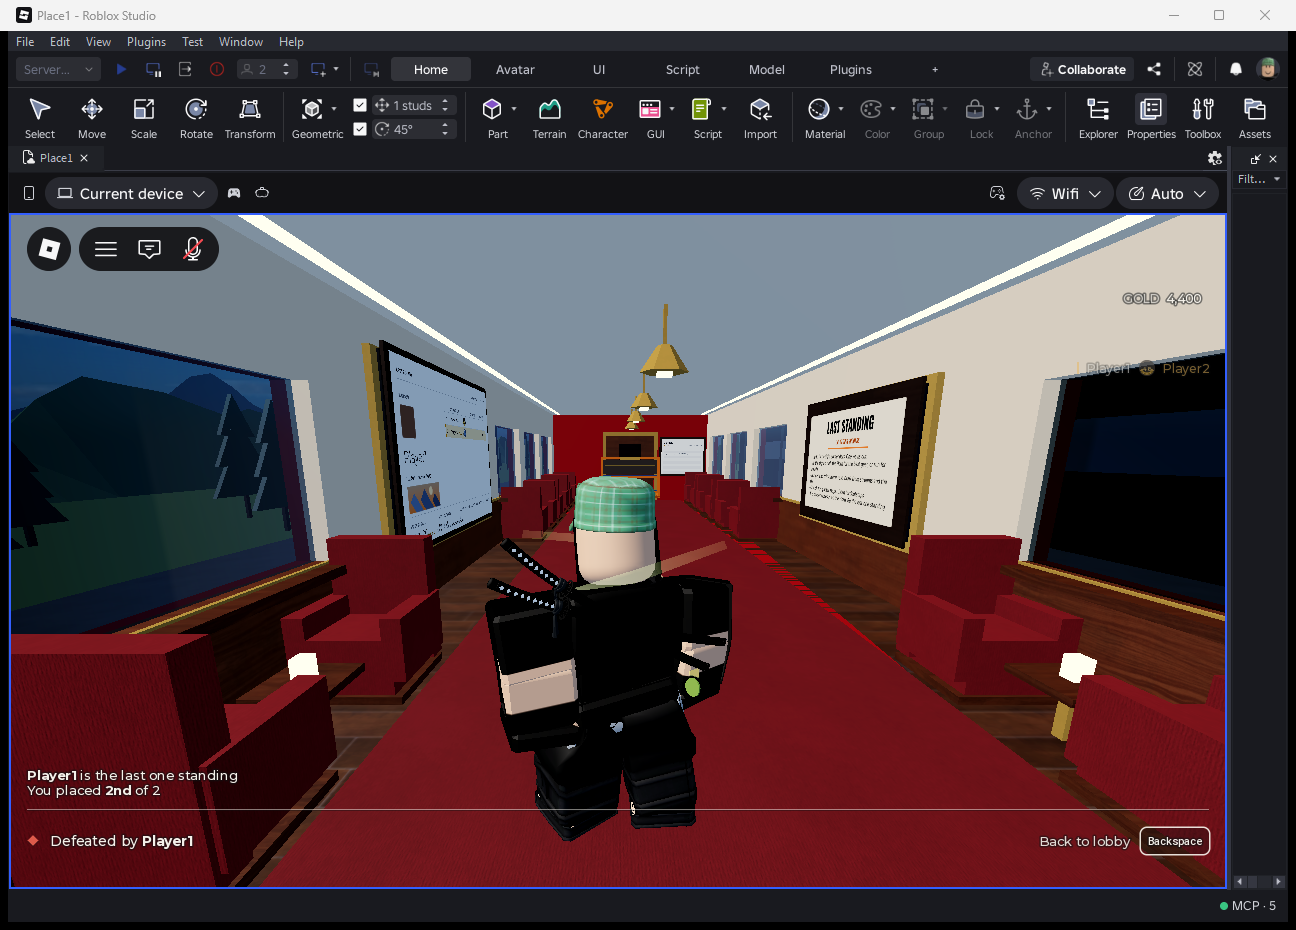 Place1 - Roblox Studio
File Edit View Plugins Test Window Help
Server... 2 Home Avatar UI Script Model Plugins + Collaborate
Select Move Scale Rotate Transform Geometric 1 studs 45° Part Terrain Character GUI Script Import Material Color Group Lock Anchor Explorer Properties Toolbox Assets
Place1
Filt...
Current device Wifi Auto
GOLD 4,400
Player1 Player2
LAST STANDING
Player1 is the last one standing
You placed 2nd of 2
Defeated by Player1
Back to lobby Backspace
MCP · 5